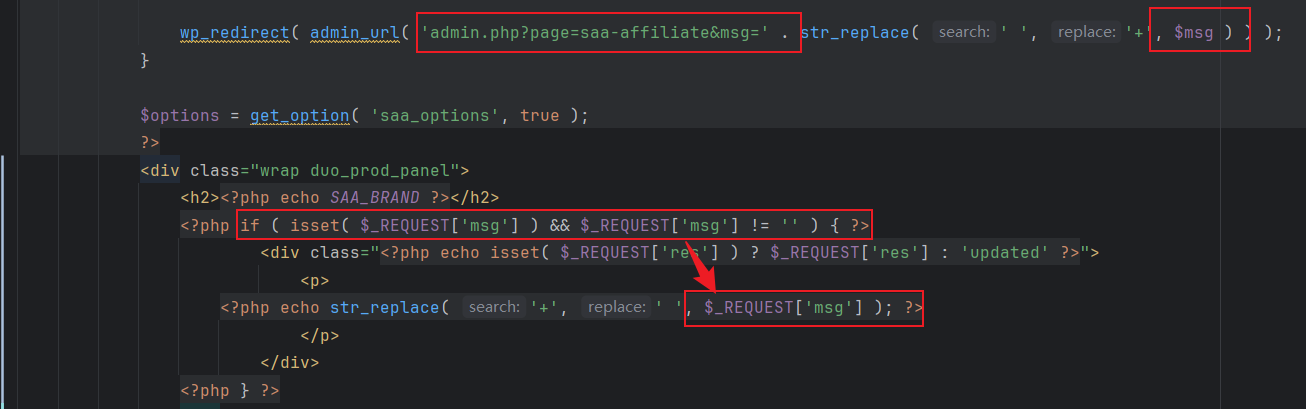 wp_redirect( admin_url( 'admin.php?page=saa-affiliate&msg=' . str_replace( search: ' ', replace: '+', $msg ) ) );
}
$options = get_option( 'saa_options', true );
?>
<div class="wrap duo_prod_panel">
<h2><?php echo SAA_BRAND ?></h2>
<?php if ( isset( $_REQUEST['msg'] ) && $_REQUEST['msg'] != '' ) { ?>
<div class="<?php echo isset( $_REQUEST['res'] ) ? $_REQUEST['res'] : 'updated' ?>">
<p>
<?php echo str_replace( search: '+', replace: ' ', $_REQUEST['msg'] ); ?>
</p>
</div>
<?php } ?>